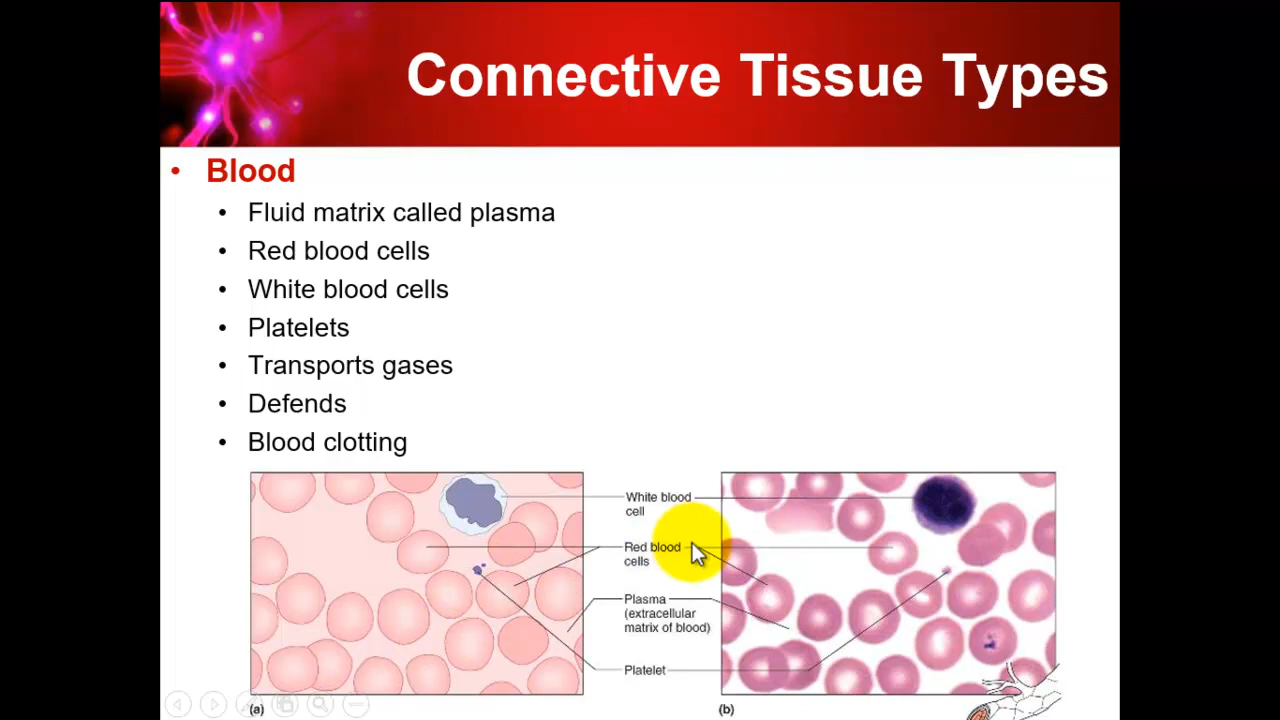 Connective Tissue Types
• Blood
• Fluid matrix called plasma
• Red blood cells
• White blood cells
• Platelets
• Transports gases
• Defends
• Blood clotting
White blood
cell
Red blood
cells
Plasma
(extracellular
matrix of blood)
Platelet
(a)
(b)